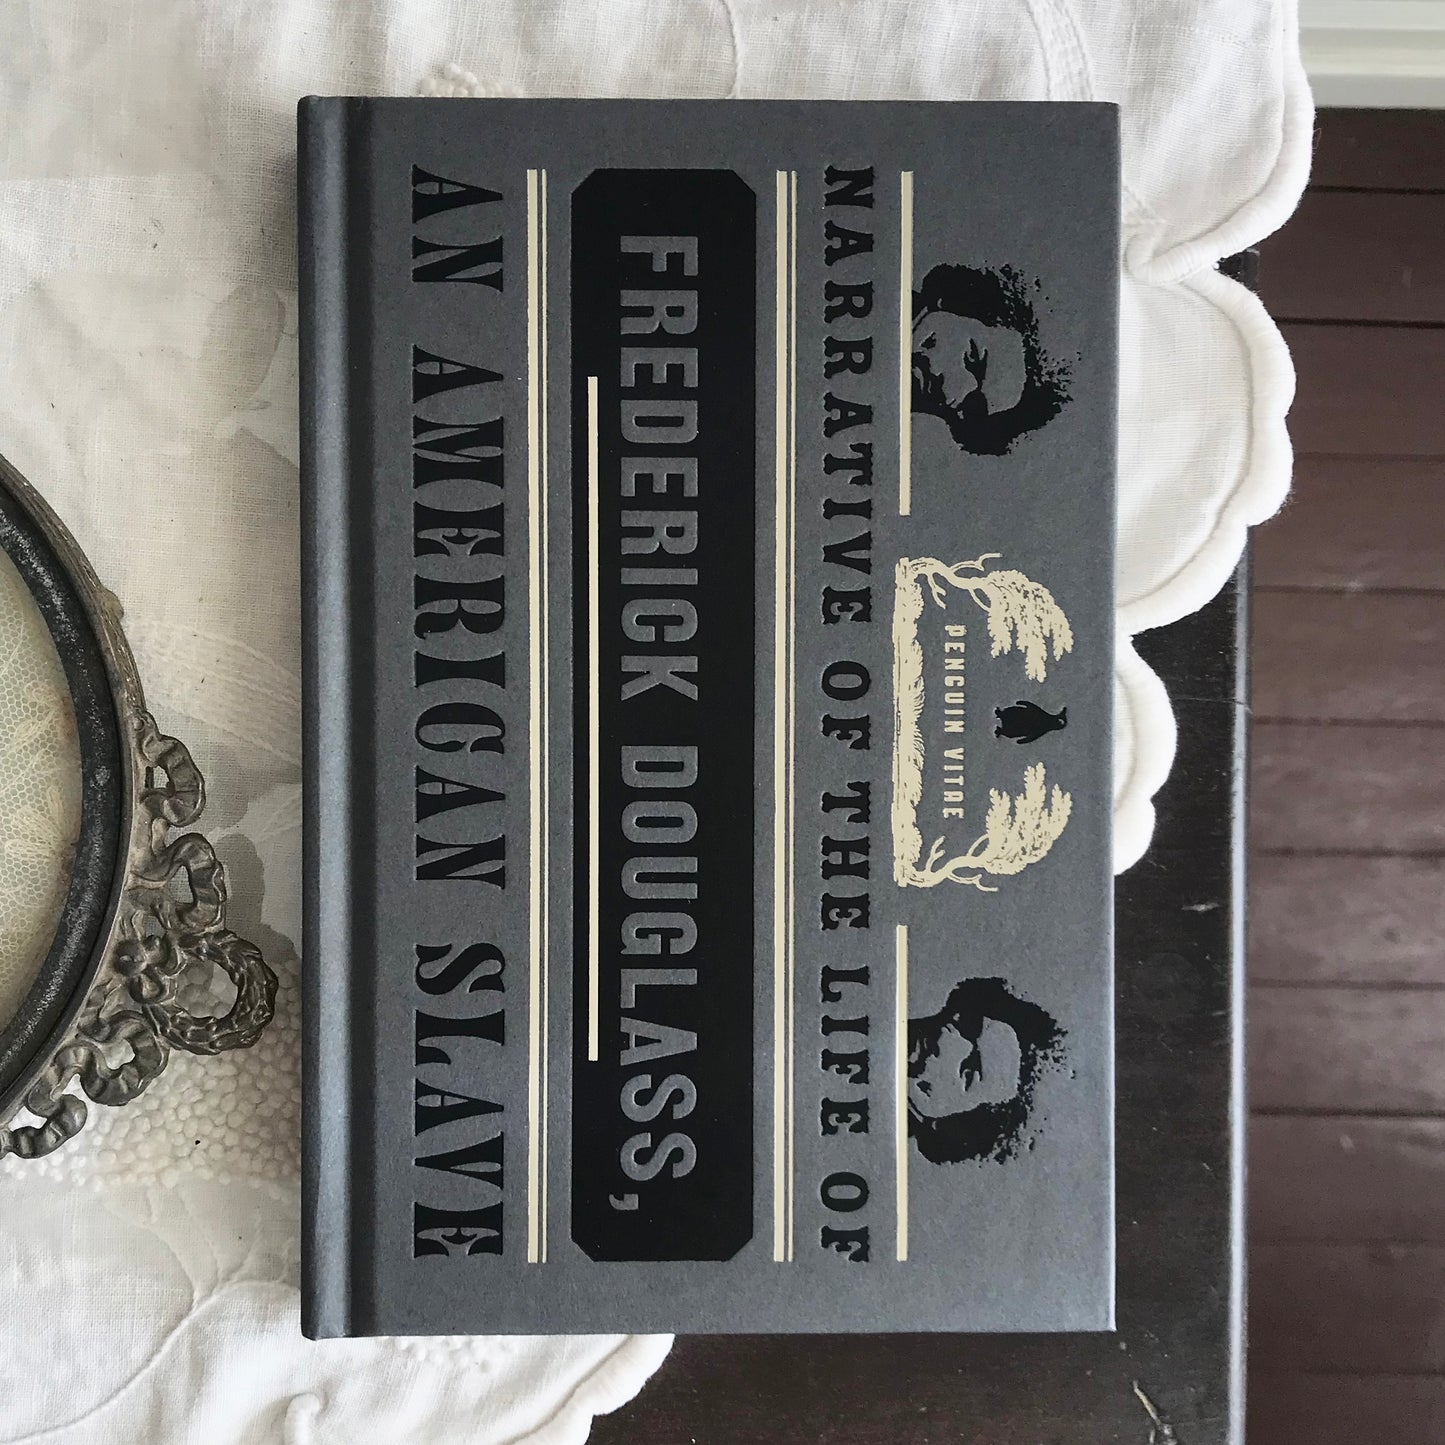 PENGUIN VITAE
NARRATIVE OF THE LIFE OF
FREDERICK DOUGLASS,
AN AMERICAN SLAVE